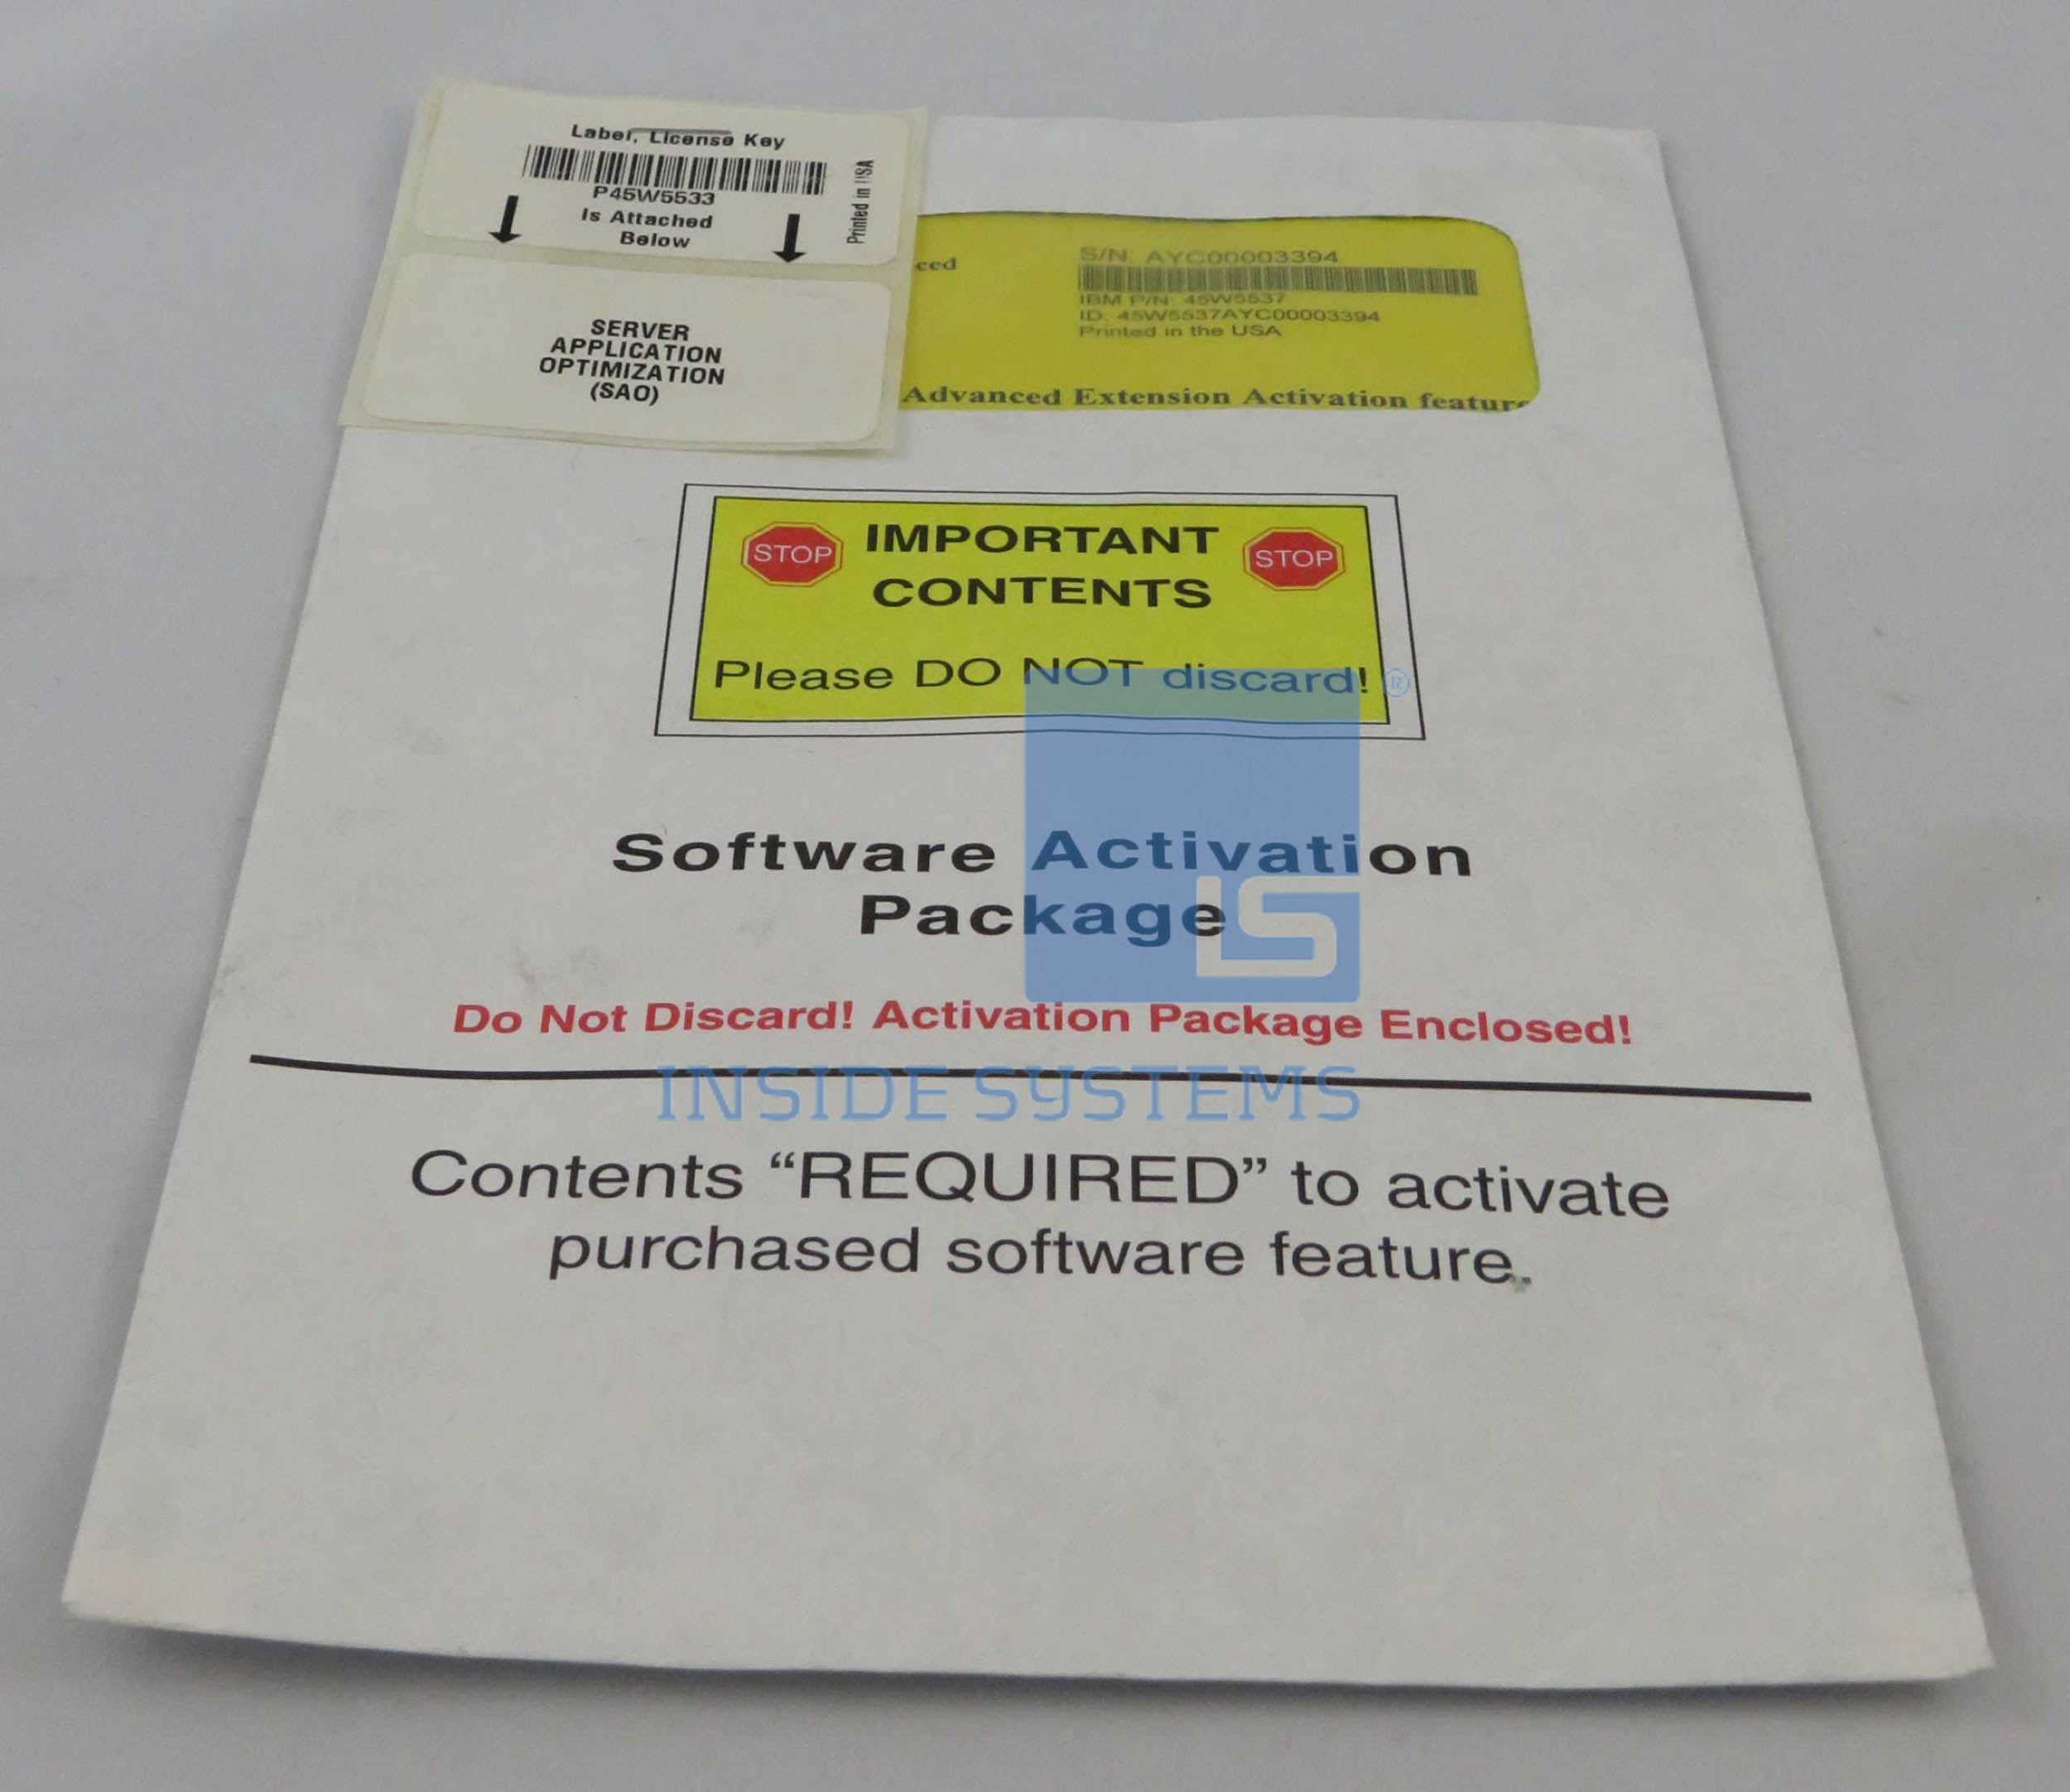 Label, License Key
P45W5533
Is Attached
Below
Printed in USA
SERVER
APPLICATION
OPTIMIZATION
(SAO)
ced
S/N: AYC00003394
IBM P/N: 45W5537
ID: 45W5537AYC00003394
Printed in the USA
Advanced Extension Activation feature
STOP
IMPORTANT
STOP
CONTENTS
Please DO NOT discard!
®
Software Activation
Package
IS
Do Not Discard! Activation Package Enclosed!
INSIDE SYSTEMS
Contents “REQUIRED” to activate
purchased software feature.